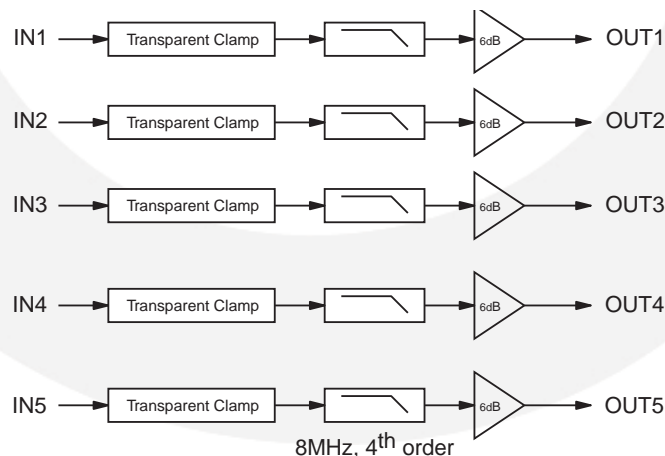 IN1 Transparent Clamp 6dB OUT1
IN2 Transparent Clamp 6dB OUT2
IN3 Transparent Clamp 6dB OUT3
IN4 Transparent Clamp 6dB OUT4
IN5 Transparent Clamp 6dB OUT5
8MHz, 4th order